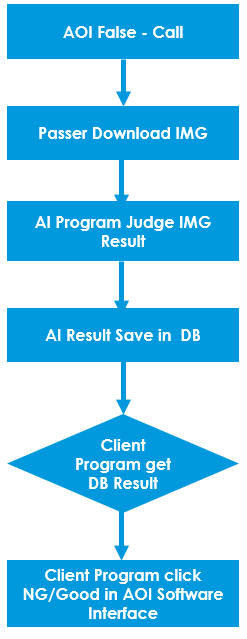 AOI False - Call
Passer Download IMG
AI Program Judge IMG
Result
AI Result Save in  DB
Client
Program get
DB Result
Client Program click
NG/Good in AOI Software
Interface